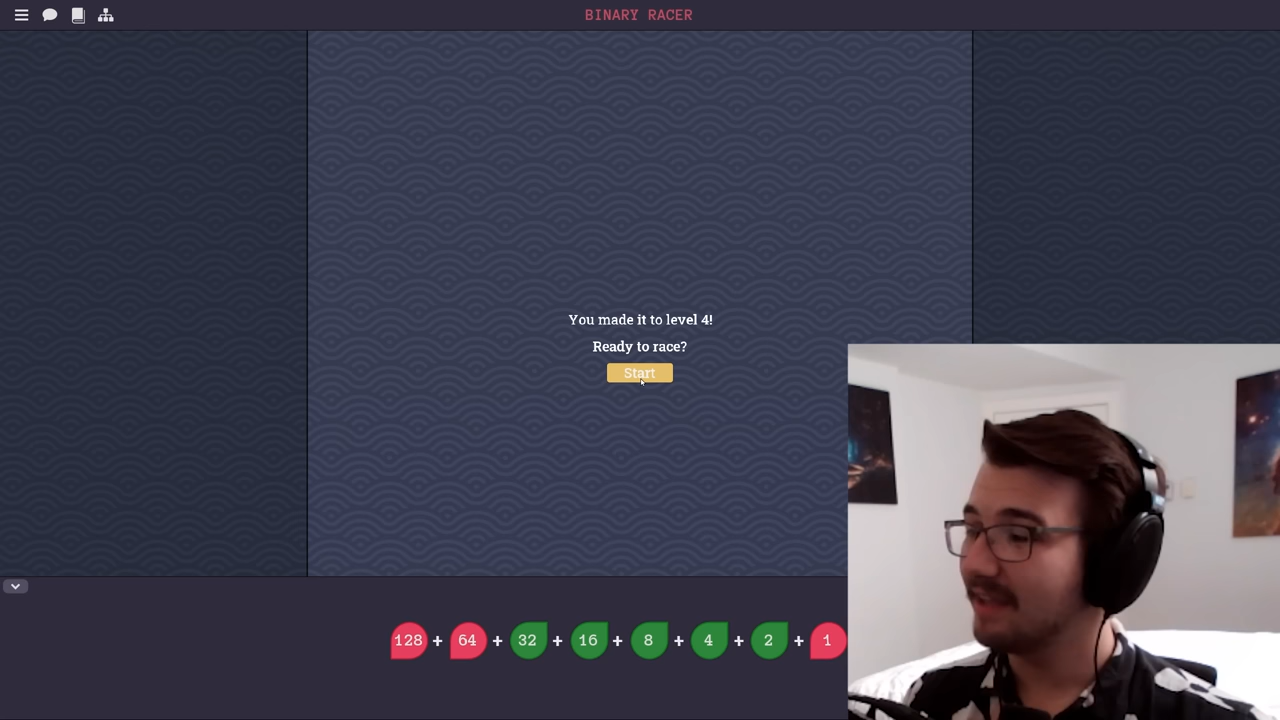 BINARY RACER
You made it to level 4!
Ready to race?
Start
128 + 64 + 32 + 16 + 8 + 4 + 2 + 1